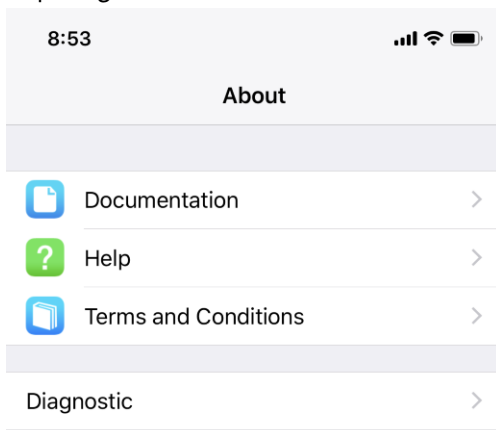 8:53
About
Documentation
? Help
Terms and Conditions
Diagnostic